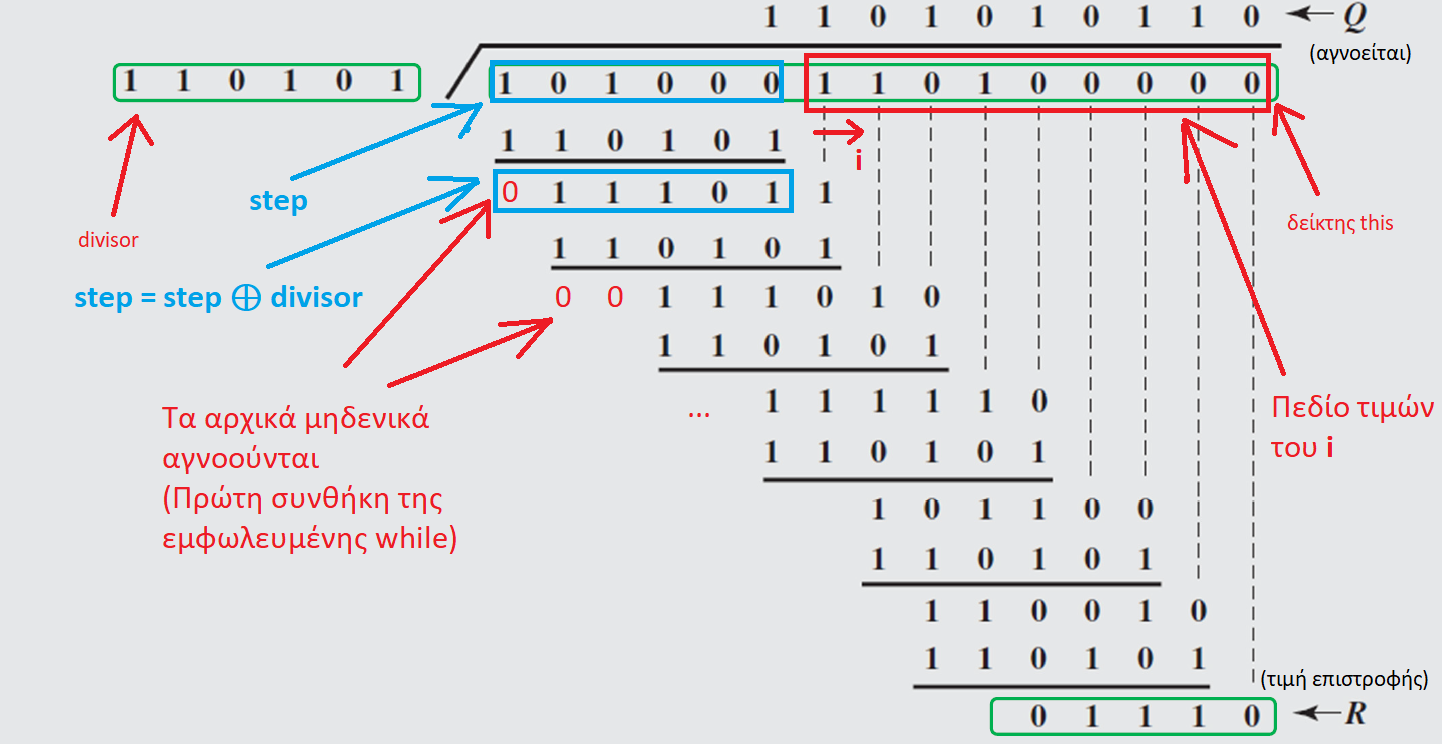 1 1 0 1 0 1 0 1 1 0 ← Q
(αγνοείται)
1 1 0 1 0 1
1 0 1 0 0 0 1 1 0 1 0 0 0 0 0
1 1 0 1 0 1
i
0 1 1 1 0 1 1
step
divisor
δείκτης this
1 1 0 1 0 1
step = step ⊕ divisor
0 0 1 1 1 0 1 0
1 1 0 1 0 1
Τα αρχικά μηδενικά
αγνοούνται
(Πρώτη συνθήκη της
εμφωλευμένης while)
...
1 1 1 1 1 0
Πεδίο τιμών
του i
1 1 0 1 0 1
1 0 1 1 0 0
1 1 0 1 0 1
1 1 0 0 1 0
1 1 0 1 0 1
(τιμή επιστροφής)
0 1 1 1 0 ← R